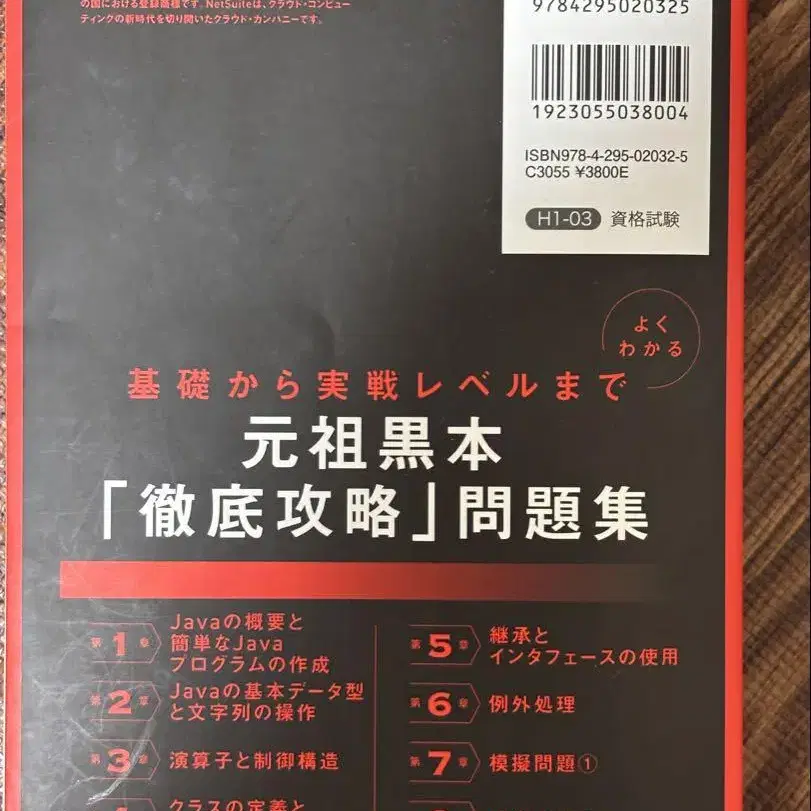 の国における登録商標です。NetSuiteは、クラウド・コンピュー
ティングの新時代を切り開いたクラウド・カンパニーです。
9784295020325
1923055038004
ISBN978-4-295-02032-5
C3055 ¥3800E
H1-03 資格試験
よく
わかる
基礎から実戦レベルまで
元祖黒本
「徹底攻略」問題集
第1章
Javaの概要と
簡単なJava
プログラムの作成
第2章
Javaの基本データ型
と文字列の操作
第3章
演算子と制御構造
クラスの定義と
第5章
継承と
インタフェースの使用
第6章
例外処理
第7章
模擬問題①